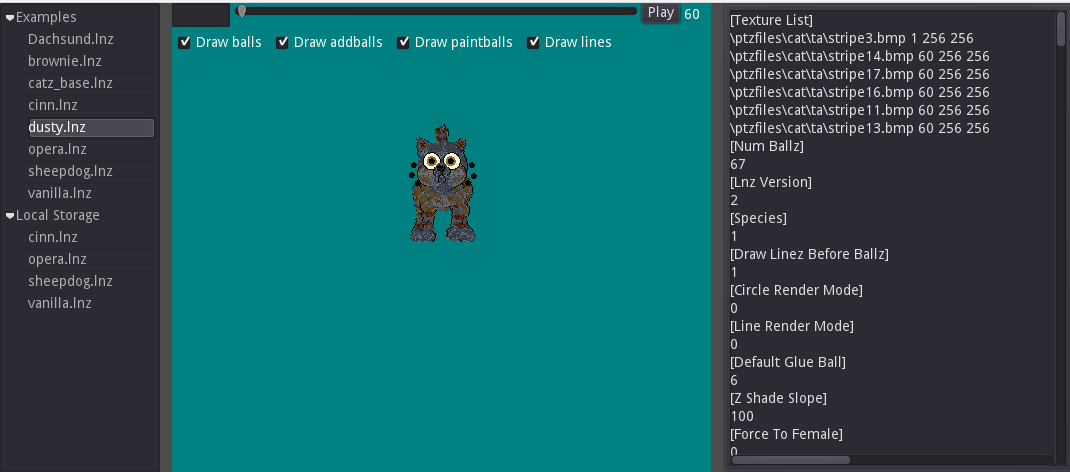 Examples
Dachsund.lnz
brownie.lnz
catz_base.lnz
cinn.lnz
dusty.lnz
opera.lnz
sheepdog.lnz
vanilla.lnz
Local Storage
cinn.lnz
opera.lnz
sheepdog.lnz
vanilla.lnz
Play 60
Draw balls Draw addballs Draw paintballs Draw lines
[Texture List]
\ptzfiles\cat\ta\stripe3.bmp 1 256 256
\ptzfiles\cat\ta\stripe14.bmp 60 256 256
\ptzfiles\cat\ta\stripe17.bmp 60 256 256
\ptzfiles\cat\ta\stripe16.bmp 60 256 256
\ptzfiles\cat\ta\stripe11.bmp 60 256 256
\ptzfiles\cat\ta\stripe13.bmp 60 256 256
[Num Ballz]
67
[Lnz Version]
2
[Species]
1
[Draw Linez Before Ballz]
1
[Circle Render Mode]
0
[Line Render Mode]
0
[Default Glue Ball]
6
[Z Shade Slope]
100
[Force To Female]
0